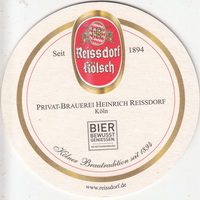 Reissdorf
Kölsch
Seit 1894
PRIVAT-BRAUEREI HEINRICH REISSDORF
Köln
BIER
BEWUSST
GENIESSEN.
Kölner Brautradition seit 1894
www.reissdorf.de